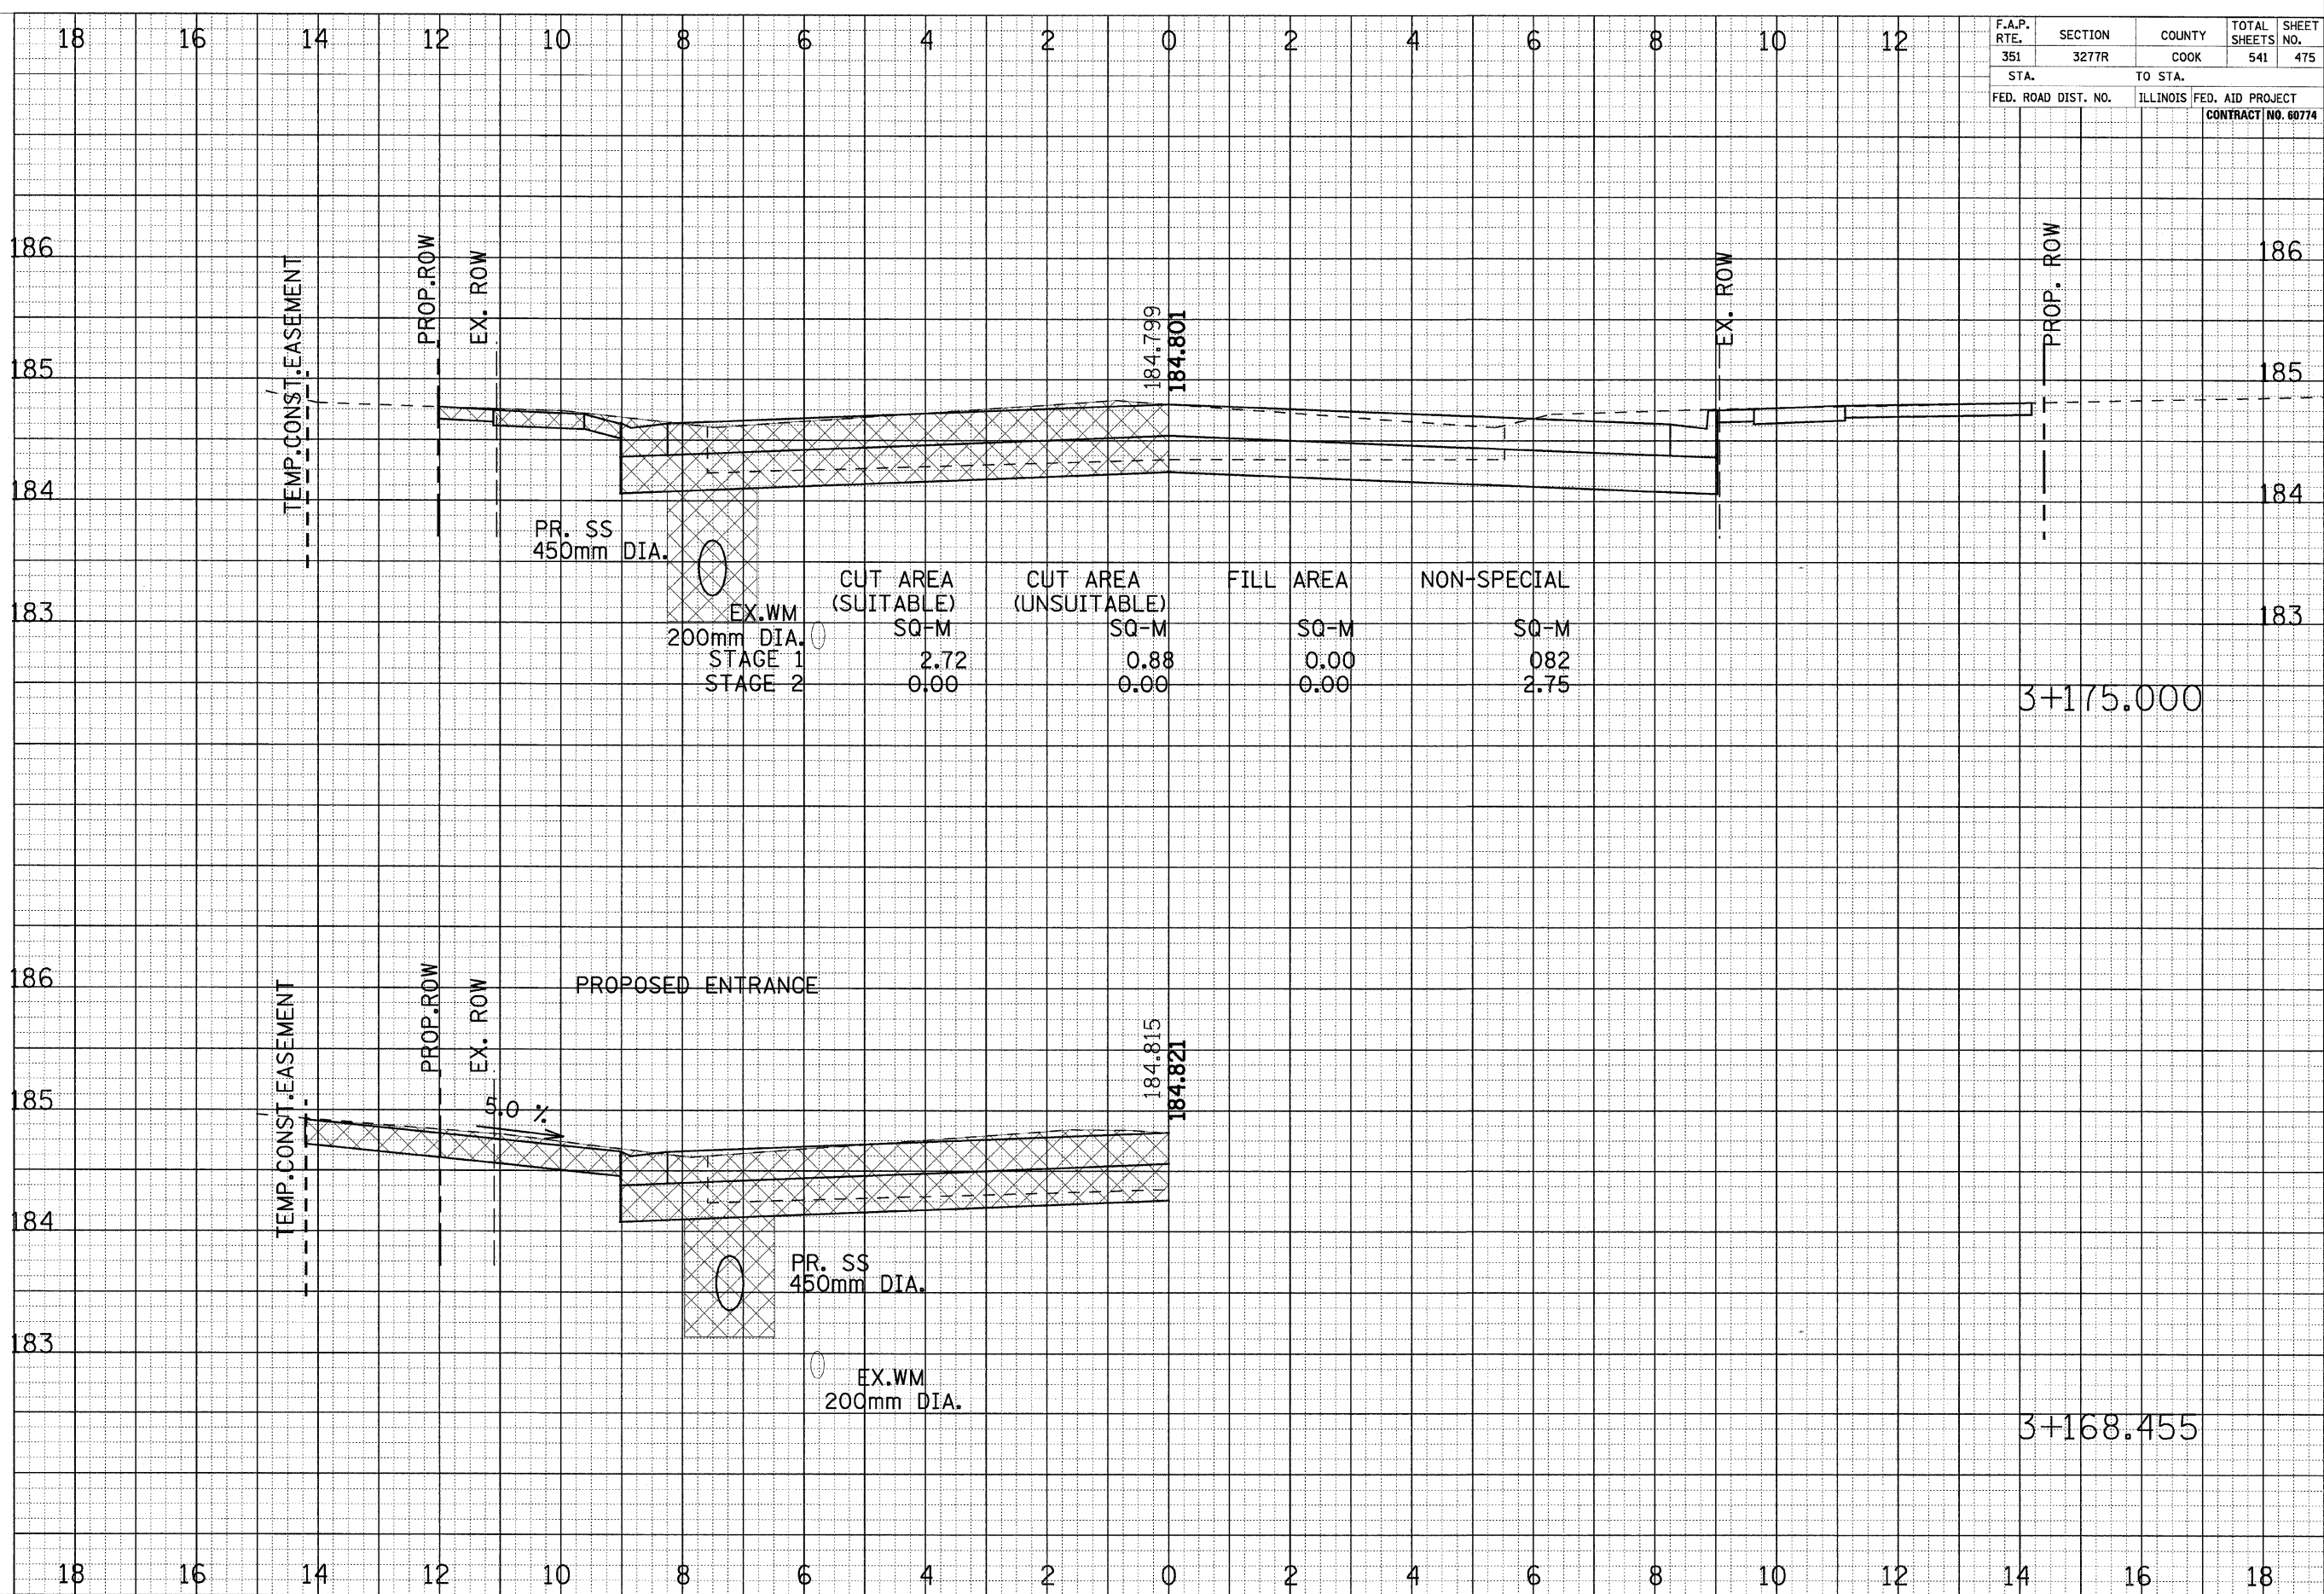 18 16 14 12 10 8 6 4 2 0 2 4 6 8 10 12
F.A.P. RTE. SECTION COUNTY TOTAL SHEETS SHEET NO.
351 3277R COOK 541 475
STA. TO STA.
FED. ROAD DIST. NO. ILLINOIS FED. AID PROJECT
CONTRACT NO. 60774
186 186
185 185
184 184
183 183
TEMP.CONST.EASEMENT
PROP.ROW
EX. ROW
184.799
184.801
EX. ROW
PROP. ROW
PR. SS
450mm DIA.
EX.WM
200mm DIA.
CUT AREA CUT AREA FILL AREA NON-SPECIAL
(SUITABLE) (UNSUITABLE)
SQ-M SQ-M SQ-M SQ-M
STAGE 1 2.72 0.88 0.00 082
STAGE 2 0.00 0.00 0.00 2.75
3+175.000
186
185
184
183
TEMP.CONST.EASEMENT
PROP.ROW
EX. ROW
PROPOSED ENTRANCE
5.0 %
184.815
184.821
PR. SS
450mm DIA.
EX.WM
200mm DIA.
3+168.455
18 16 14 12 10 8 6 4 2 0 2 4 6 8 10 12 14 16 18